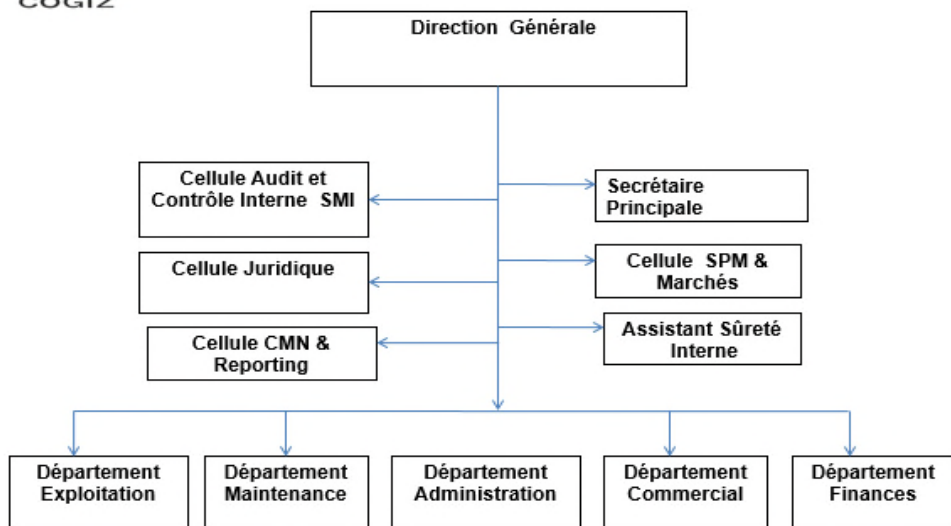 COGIZ
Direction Générale
Cellule Audit et
Contrôle Interne SMI
Secrétaire
Principale
Cellule Juridique
Cellule SPM &
Marchés
Cellule CMN &
Reporting
Assistant Sûreté
Interne
Département
Exploitation
Département
Maintenance
Département
Administration
Département
Commercial
Département
Finances